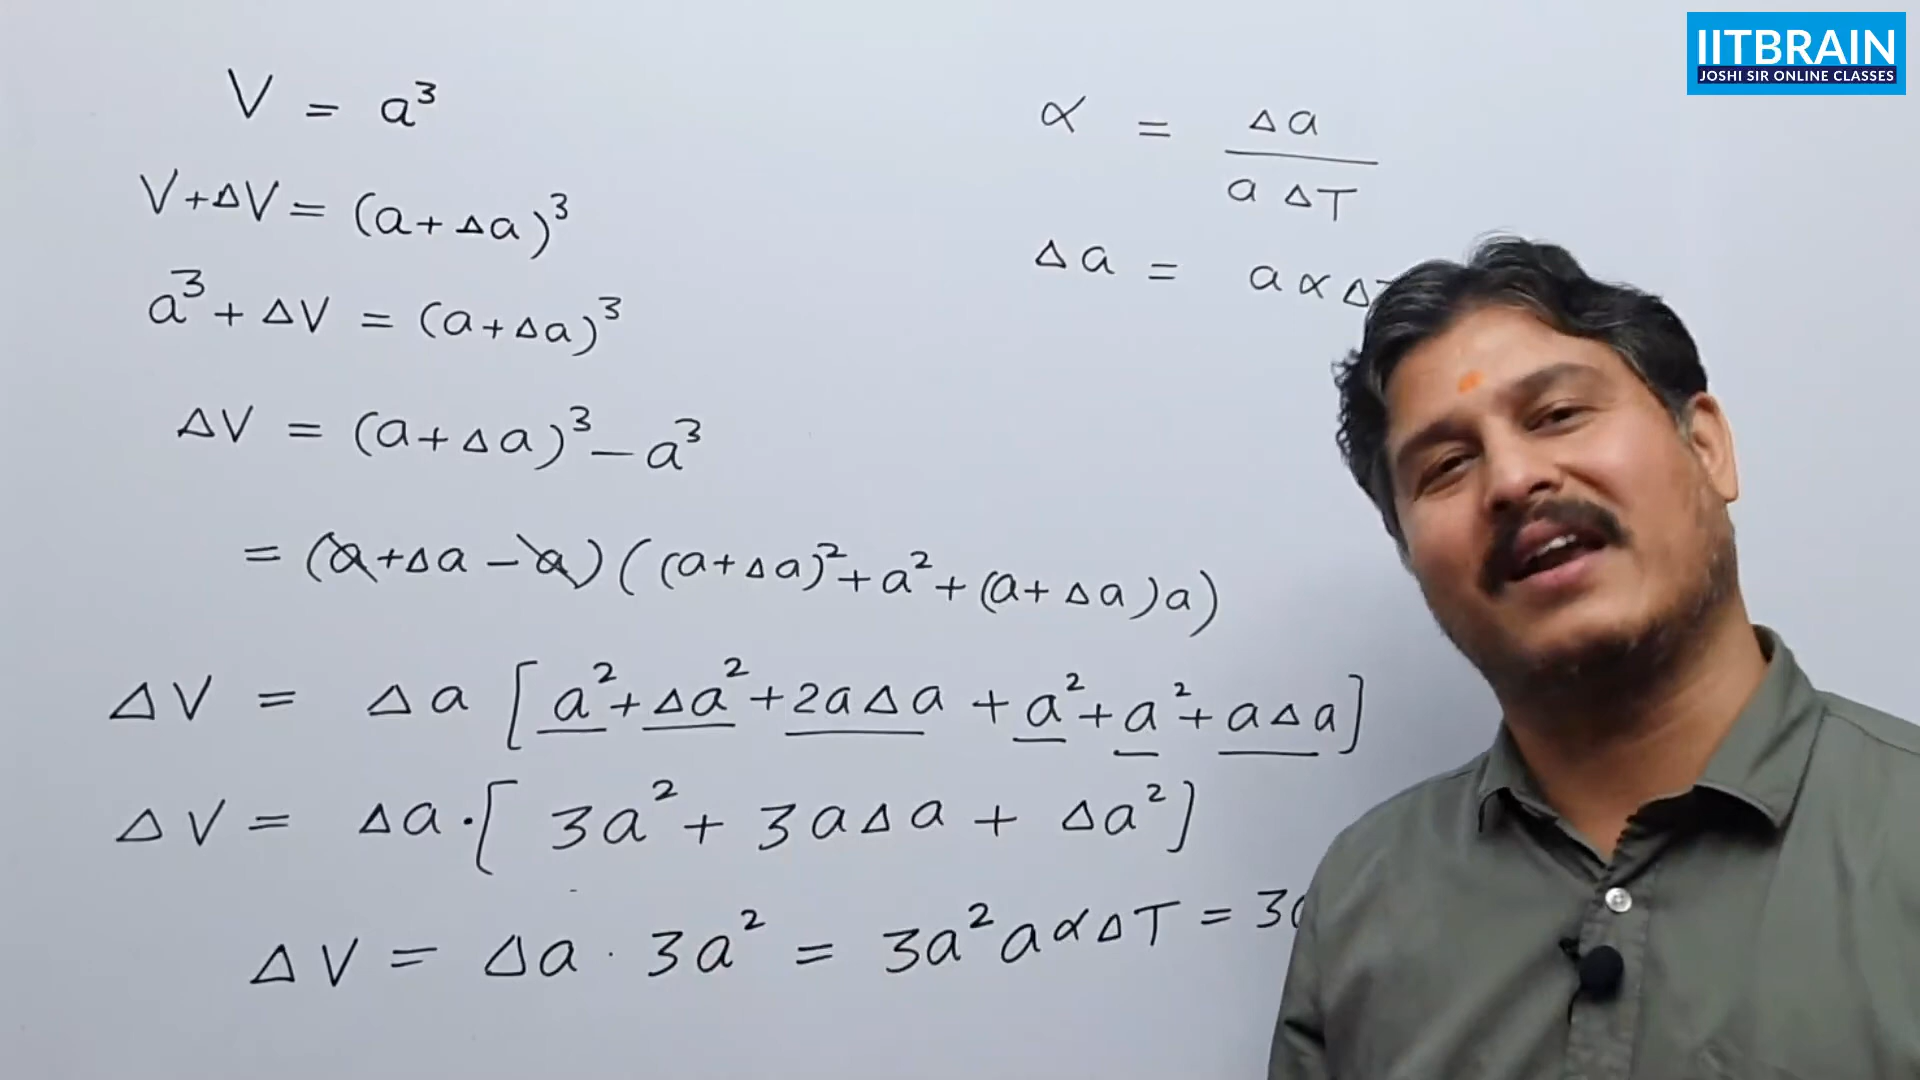 V = a³
V+ΔV = (a+Δa)³
a³+ΔV = (a+Δa)³
ΔV = (a+Δa)³-a³
= (a+Δa-a)((a+Δa)²+a²+(a+Δa)a)
ΔV = Δa[a²+Δa²+2aΔa+a²+a²+aΔa]
ΔV = Δa·[3a²+3aΔa+Δa²]
ΔV = Δa·3a² = 3a²aαΔT = 3
α = Δa / a ΔT
Δa = aαΔ
IITBRAIN
JOSHI SIR ONLINE CLASSES